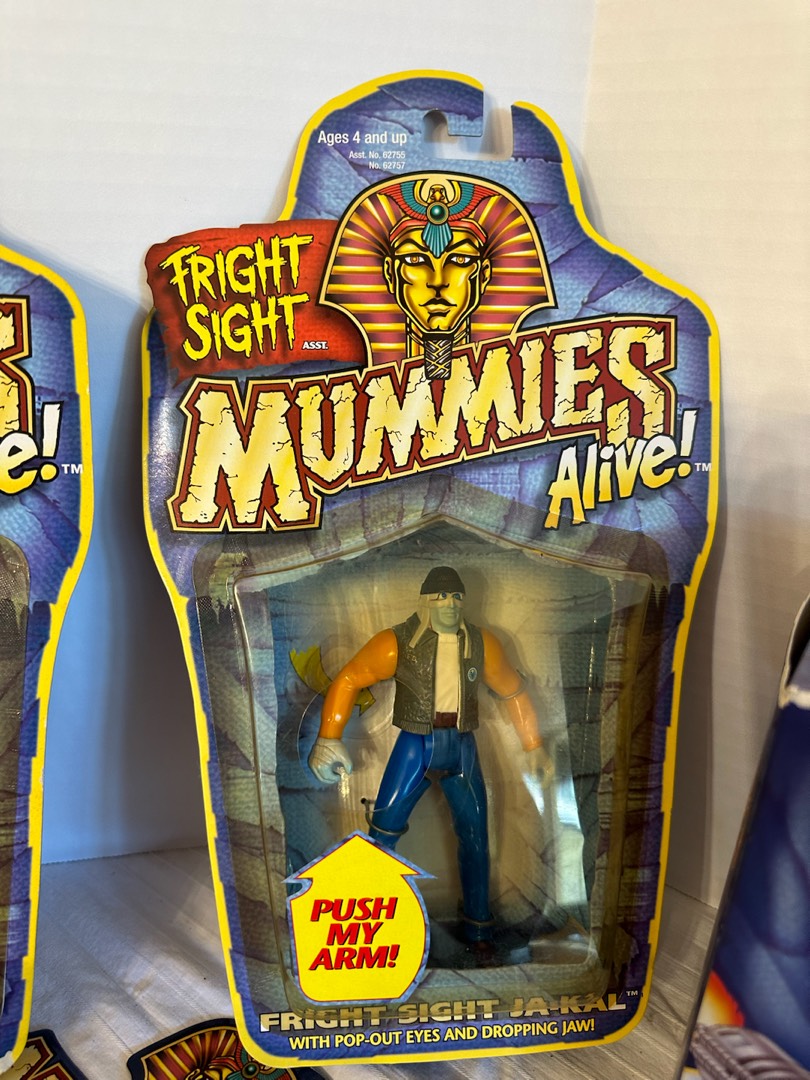 Ages 4 and up
Asst. No. 62755
No. 62757
FRIGHT
SIGHT
ASST.
MUMMIES
Alive!™
PUSH
MY
ARM!
FRIGHT SIGHT JA-KAL™
WITH POP-OUT EYES AND DROPPING JAW!
S
e!™
M